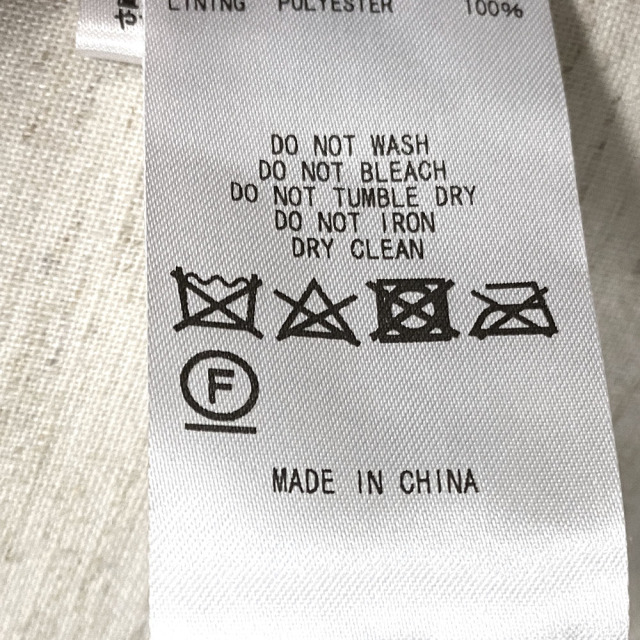 LINING POLYESTER 100%
DO NOT WASH
DO NOT BLEACH
DO NOT TUMBLE DRY
DO NOT IRON
DRY CLEAN
F
MADE IN CHINA